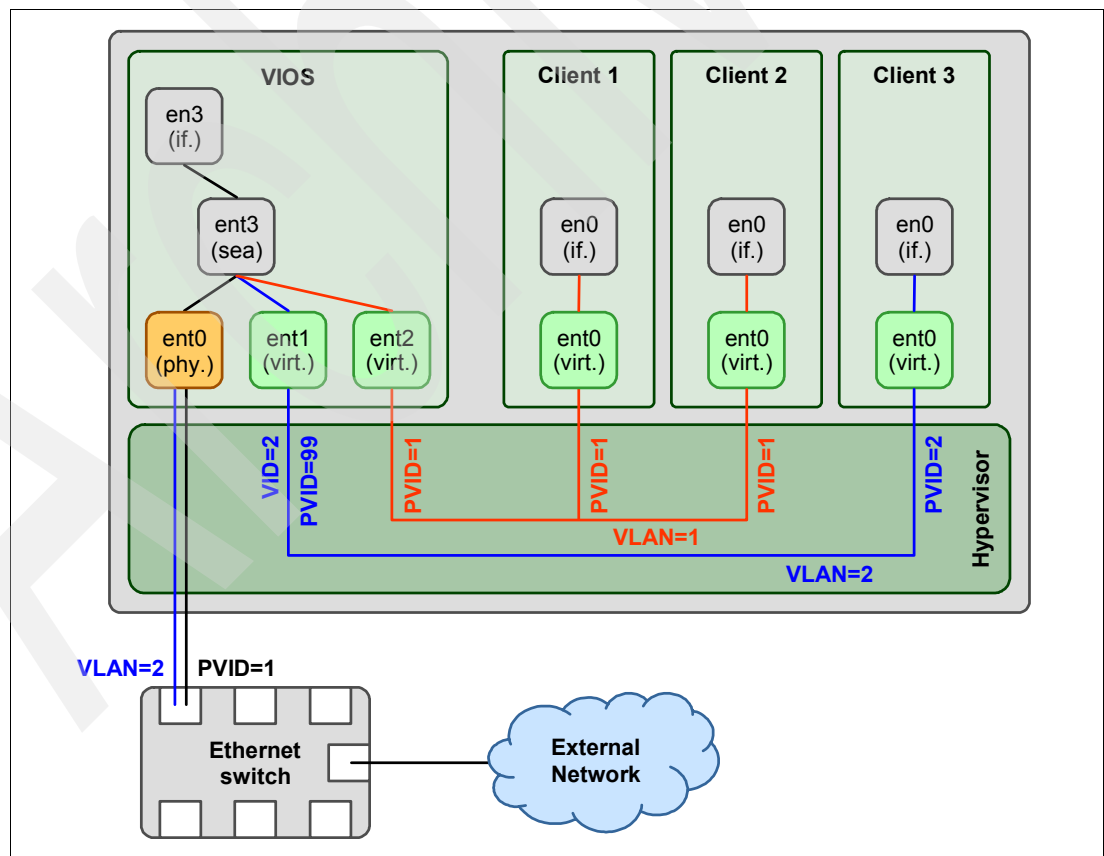 VIOS
Client 1
Client 2
Client 3
en3
(if.)
ent3
(sea)
en0
(if.)
en0
(if.)
en0
(if.)
ent0
(phy.)
ent1
(virt.)
ent2
(virt.)
ent0
(virt.)
ent0
(virt.)
ent0
(virt.)
VID=2
PVID=99
PVID=1
PVID=1
PVID=1
PVID=2
Hypervisor
VLAN=1
VLAN=2
VLAN=2
PVID=1
Ethernet
switch
External
Network